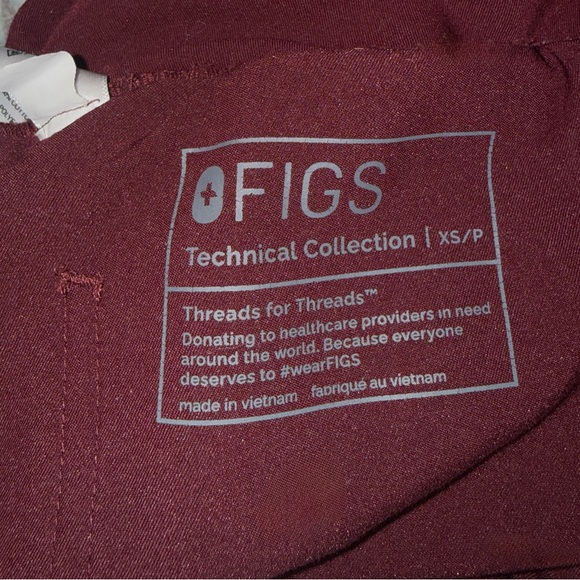 FIGS
Technical Collection | XS/P
Threads for Threads™
Donating to healthcare providers in need
around the world. Because everyone
deserves to #wearFIGS
made in vietnam fabriqué au vietnam